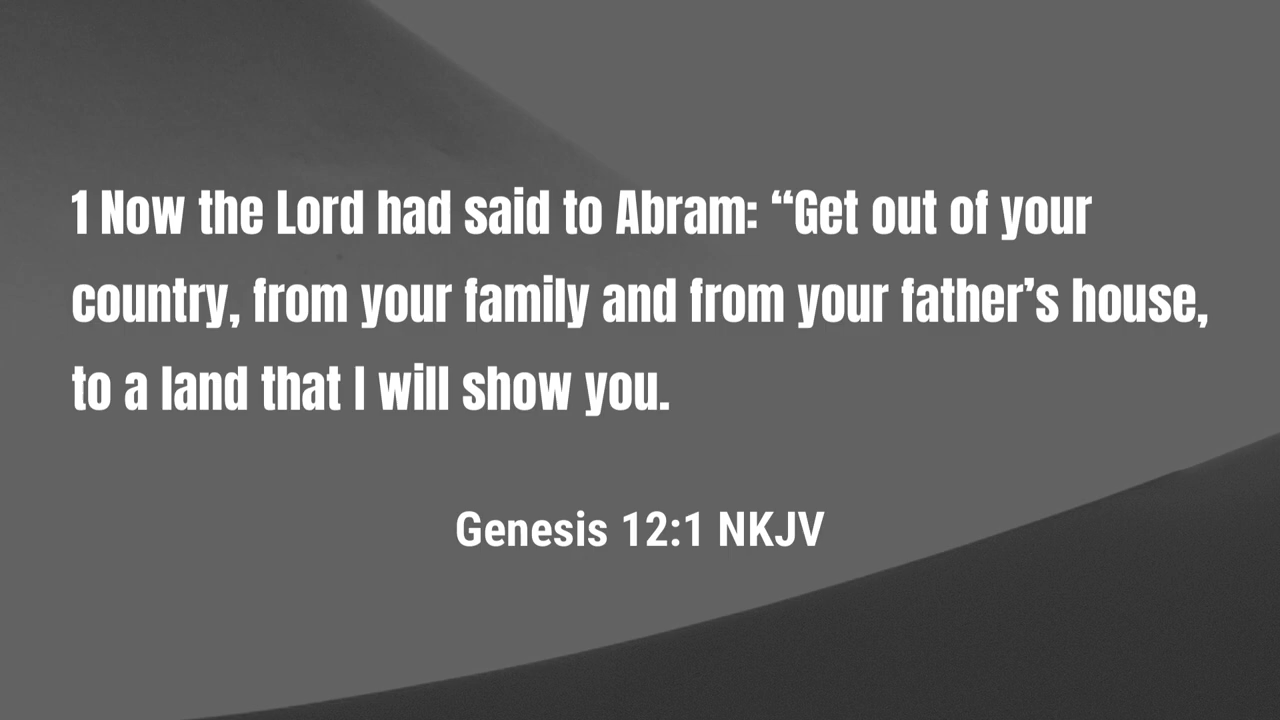 1 Now the Lord had said to Abram: “Get out of your
country, from your family and from your father’s house,
to a land that I will show you.
Genesis 12:1 NKJV